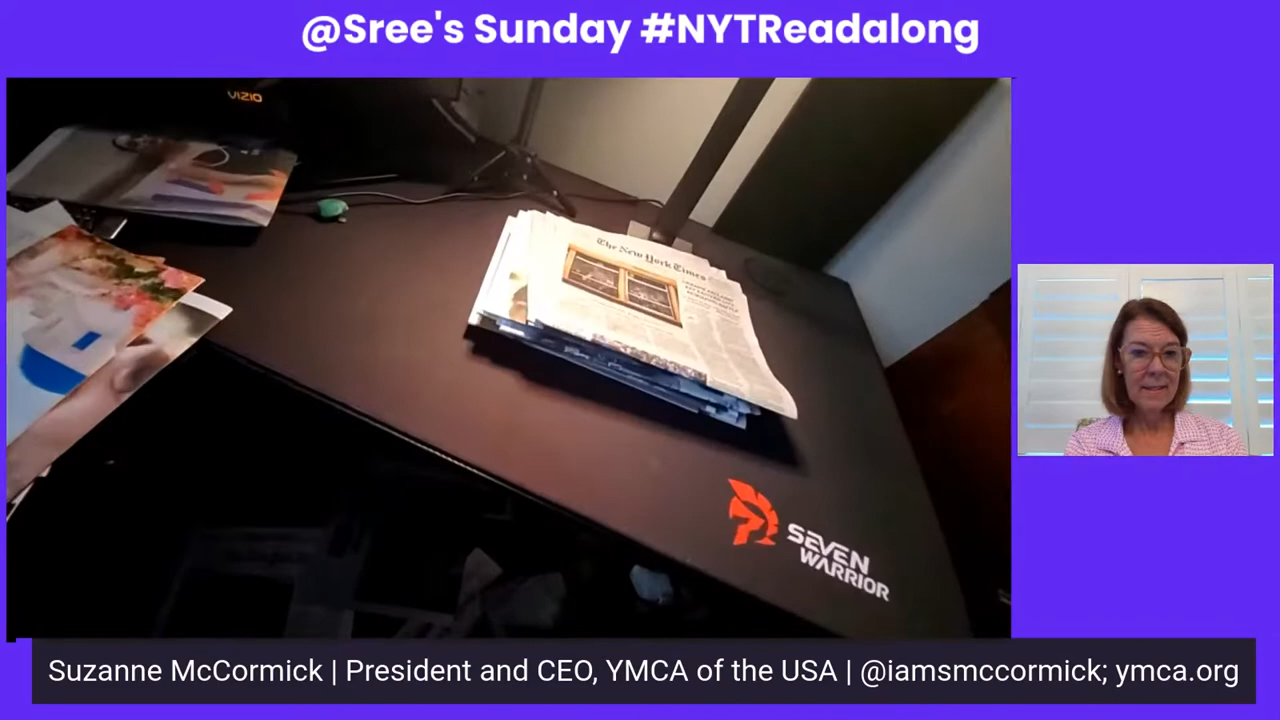 @Sree's Sunday #NYTReadalong
VIZIO
The New York Times
SEVEN
WARRIOR
Suzanne McCormick | President and CEO, YMCA of the USA | @iamsmccormick; ymca.org